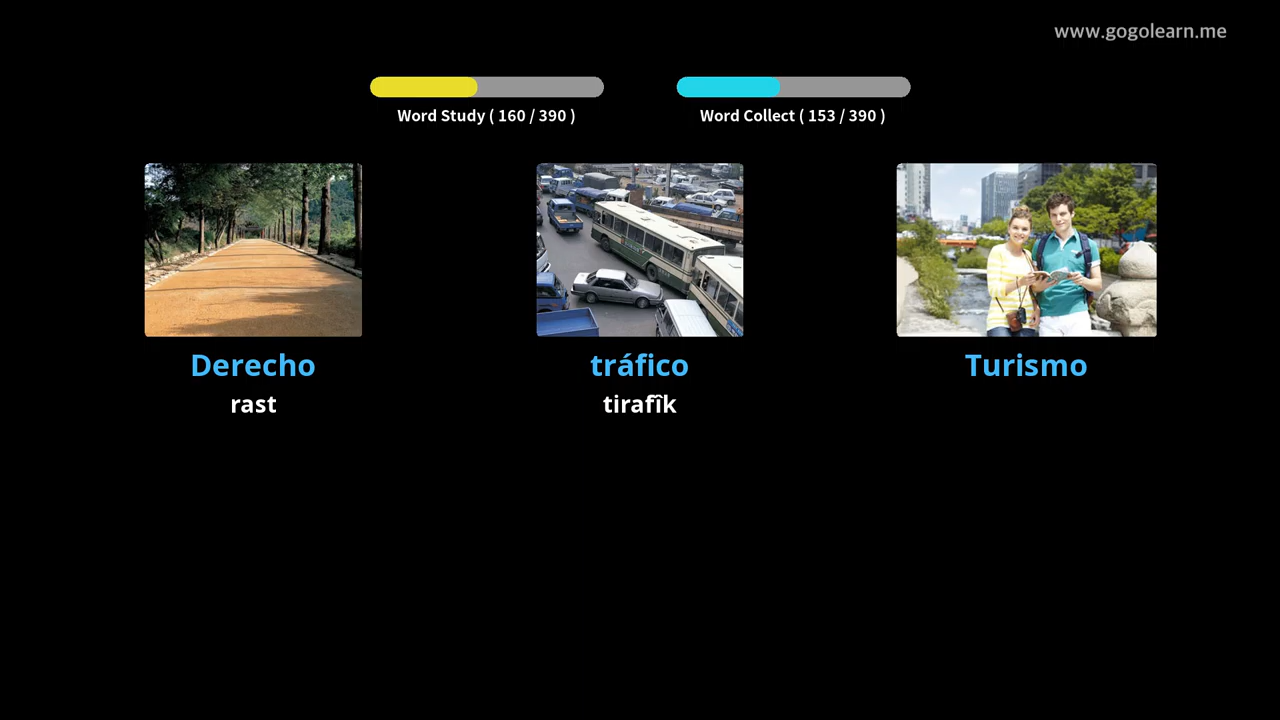 www.gogolearn.me
Word Study ( 160 / 390 )
Word Collect ( 153 / 390 )
Derecho
tráfico
Turismo
rast
tirafîk